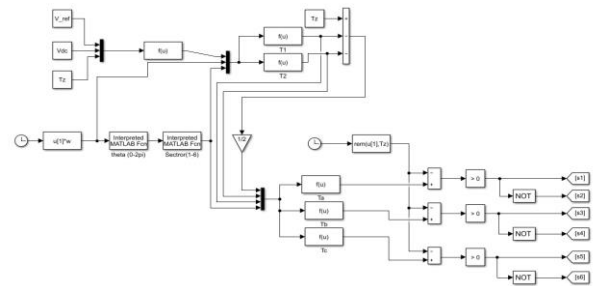 V_ref
Vdc
Tz
f(u)
Tz
f(u)
T1
f(u)
T2
u[1]*w
Interpreted
MATLAB Fcn
theta (0-2pi)
Interpreted
MATLAB Fcn
Sectror(1-6)
1/2
rem(u[1],Tz)
f(u)
Ta
f(u)
Tb
f(u)
Tc
> 0
NOT
[s1]
[s2]
> 0
NOT
[s3]
[s4]
> 0
NOT
[s5]
[s6]